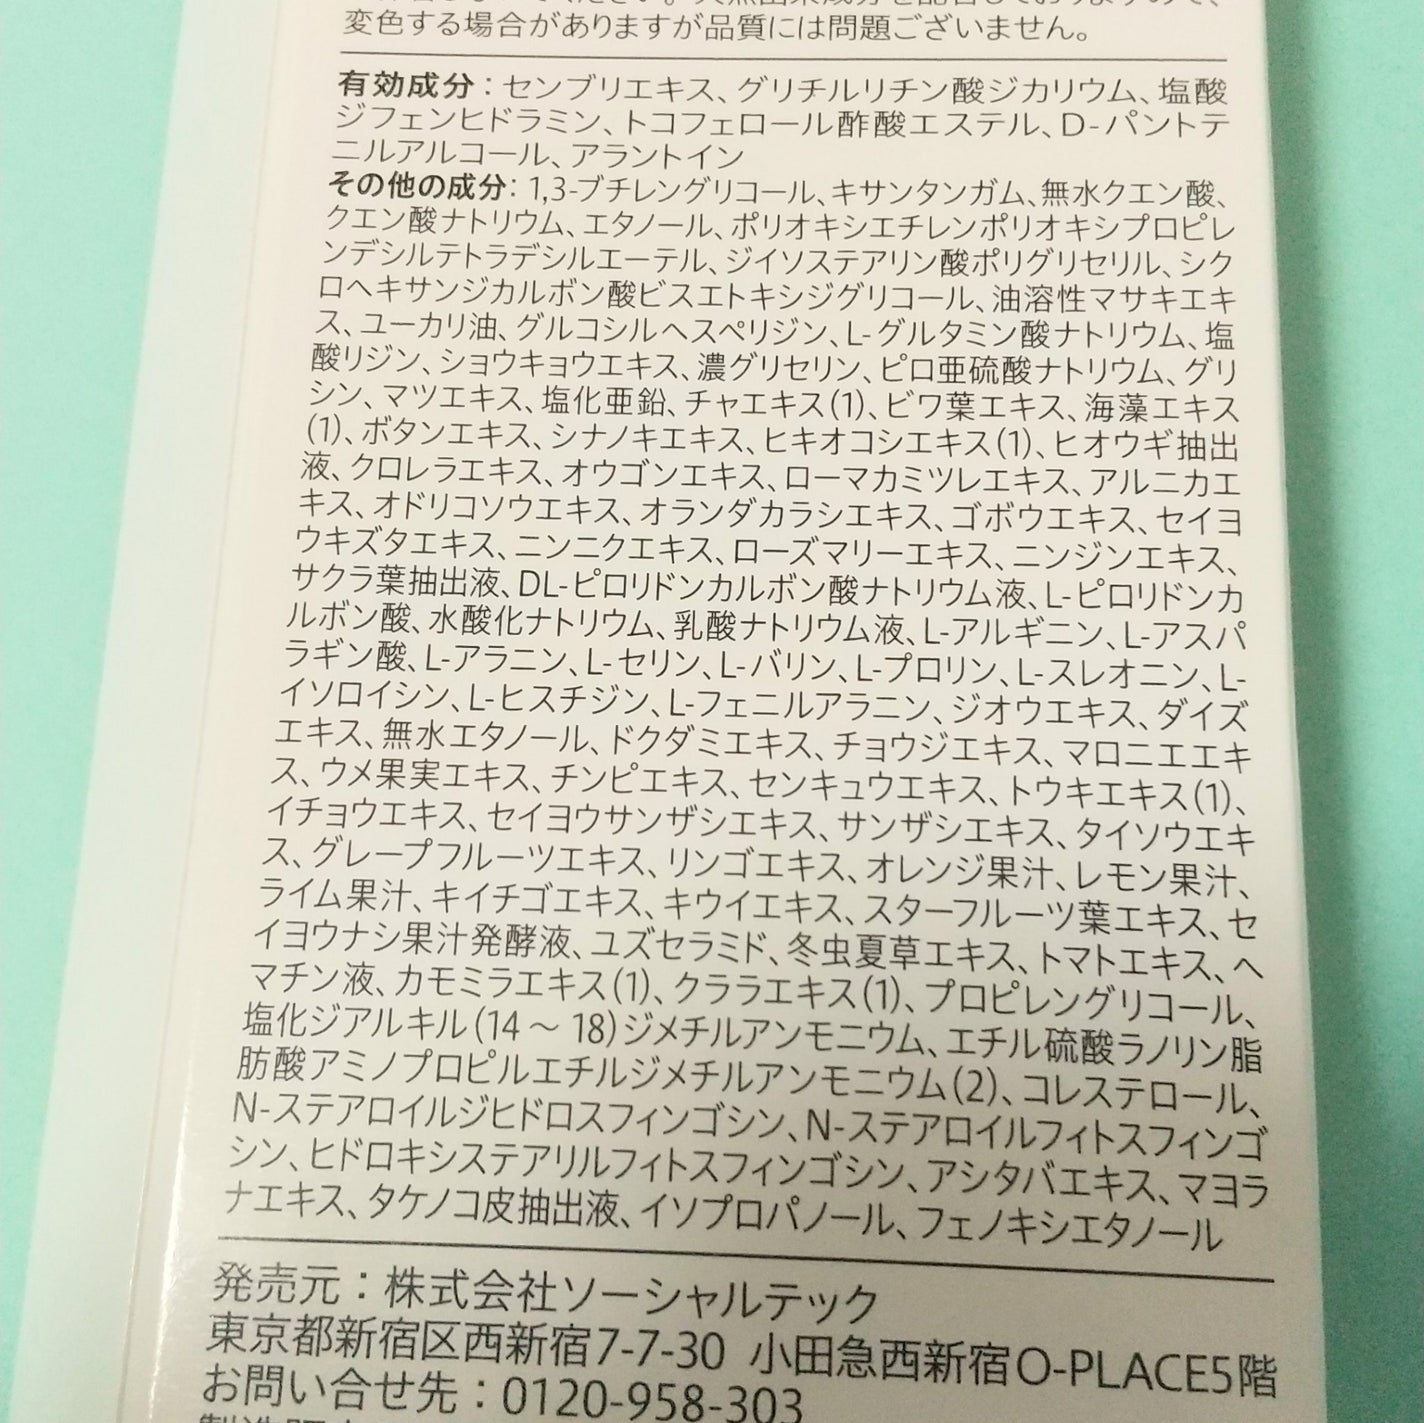 変色する場合がありますが品質には問題ございません。
有効成分：センブリエキス、グリチルリチン酸ジカリウム、塩酸
ジフェンヒドラミン、トコフェロール酢酸エステル、D-パントテ
ニルアルコール、アラントイン
その他の成分：1,3-ブチレングリコール、キサンタンガム、無水クエン酸、
クエン酸ナトリウム、エタノール、ポリオキシエチレンポリオキシプロピレ
ンデシルテトラデシルエーテル、ジイソステアリン酸ポリグリセリル、シク
ロヘキサンジカルボン酸ビスエトキシジグリコール、油溶性マサキエキ
ス、ユーカリ油、グルコシルヘスペリジン、L-グルタミン酸ナトリウム、塩
酸リジン、ショウキョウエキス、濃グリセリン、ピロ亜硫酸ナトリウム、グリ
シン、マツエキス、塩化亜鉛、チャエキス(1)、ビワ葉エキス、海藻エキス
(1)、ボタンエキス、シナノキエキス、ヒキオコシエキス(1)、ヒオウギ抽出
液、クロレラエキス、オウゴンエキス、ローマカミツレエキス、アルニカエ
キス、オドリコソウエキス、オランダカラシエキス、ゴボウエキス、セイヨ
ウキズタエキス、ニンニクエキス、ローズマリーエキス、ニンジンエキス、
サクラ葉抽出液、DL-ピロリドンカルボン酸ナトリウム液、L-ピロリドンカ
ルボン酸、水酸化ナトリウム、乳酸ナトリウム液、L-アルギニン、L-アスパ
ラギン酸、L-アラニン、L-セリン、L-バリン、L-プロリン、L-スレオニン、L-
イソロイシン、L-ヒスチジン、L-フェニルアラニン、ジオウエキス、ダイズ
エキス、無水エタノール、ドクダミエキス、チョウジエキス、マロニエエキ
ス、ウメ果実エキス、チンピエキス、センキュウエキス、トウキエキス(1)、
イチョウエキス、セイヨウサンザシエキス、サンザシエキス、タイソウエキ
ス、グレープフルーツエキス、リンゴエキス、オレンジ果汁、レモン果汁、
ライム果汁、キイチゴエキス、キウイエキス、スターフルーツ葉エキス、セ
イヨウナシ果汁発酵液、ユズセラミド、冬虫夏草エキス、トマトエキス、ヘ
マチン液、カモミラエキス(1)、クララエキス(1)、プロピレングリコール、
塩化ジアルキル(14～18)ジメチルアンモニウム、エチル硫酸ラノリン脂
肪酸アミノプロピルエチルジメチルアンモニウム(2)、コレステロール、
N-ステアロイルジヒドロスフィンゴシン、N-ステアロイルフィトスフィンゴ
シン、ヒドロキシステアリルフィトスフィンゴシン、アシタバエキス、マヨラ
ナエキス、タケノコ皮抽出液、イソプロパノール、フェノキシエタノール
発売元：株式会社ソーシャルテック
東京都新宿区西新宿7-7-30 小田急西新宿O-PLACE5階
お問い合せ先：0120-958-303